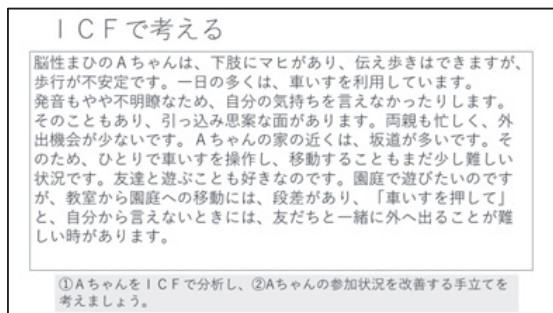 ICFで考える
脳性まひのAちゃんは、下肢にマヒがあり、伝え歩きはできますが、
歩行が不安定です。一日の多くは、車いすを利用しています。
発音もやや不明瞭なため、自分の気持ちを言えなかったりします。
そのこともあり、引っ込み思案な面があります。両親も忙しく、外
出機会が少ないです。Aちゃんの家の近くは、坂道が多いです。そ
のため、ひとりで車いすを操作し、移動することもまだ少し難しい
状況です。友達と遊ぶことも好きなのです。園庭で遊びたいのです
が、教室から園庭への移動には、段差があり、「車いすを押して」
と、自分から言えないときには、友だちと一緒に外へ出ることが難
しい時があります。
①AちゃんをICFで分析し、②Aちゃんの参加状況を改善する手立てを
考えましょう。